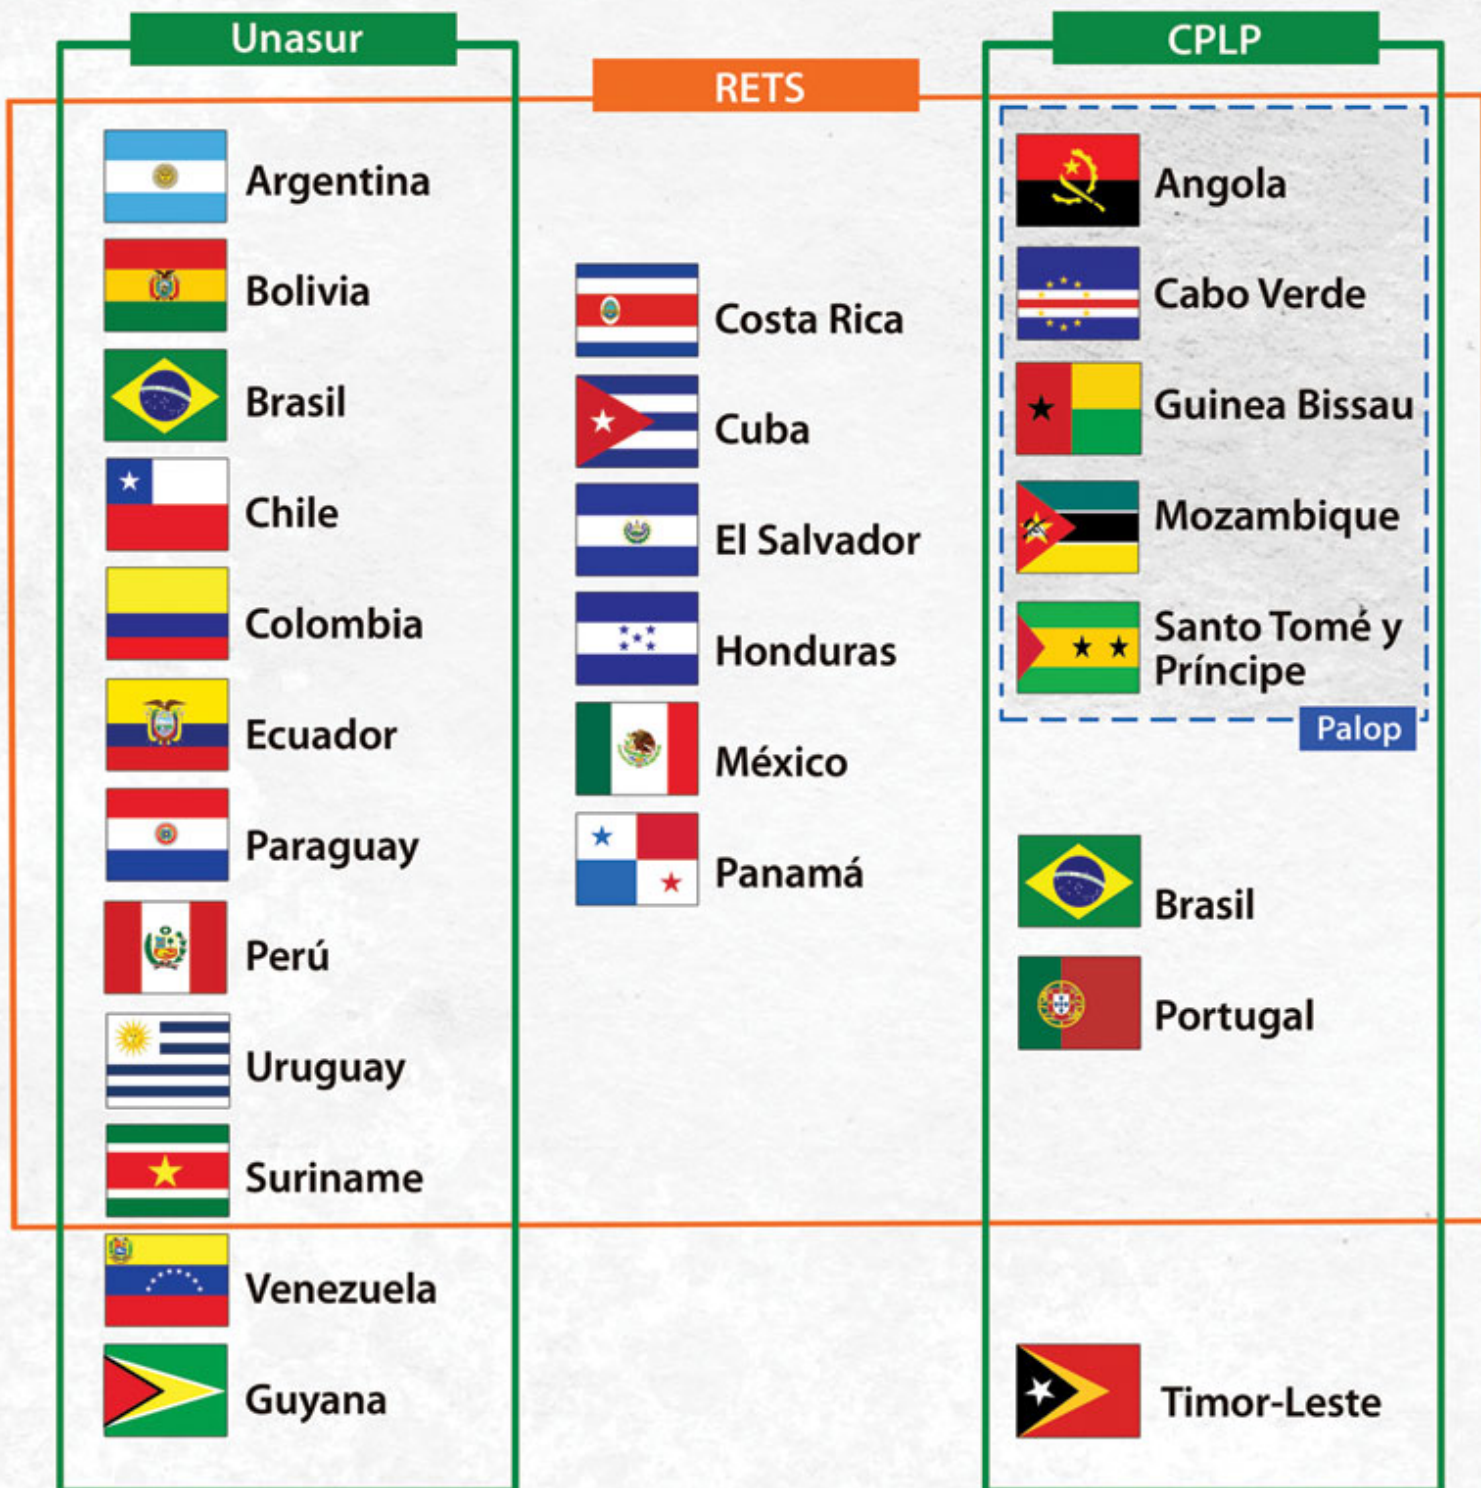 Unasur
Argentina
Bolivia
Brasil
Chile
Colombia
Ecuador
Paraguay
Perú
Uruguay
Suriname
Venezuela
Guyana
RETS
Costa Rica
Cuba
El Salvador
Honduras
México
Panamá
CPLP
Angola
Cabo Verde
Guinea Bissau
Mozambique
Santo Tomé y
Príncipe
Palop
Brasil
Portugal
Timor-Leste